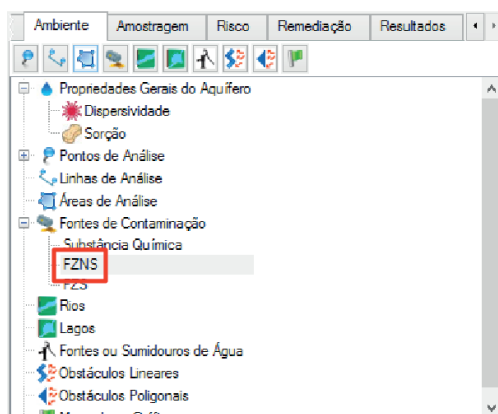 Ambiente Amostragem Risco Remediação Resultados
Propriedades Gerais do Aquífero
Dispersividade
Sorção
Pontos de Análise
Linhas de Análise
Áreas de Análise
Fontes de Contaminação
Substância Química
FZNS
FZS
Rios
Lagos
Fontes ou Sumidouros de Água
Obstáculos Lineares
Obstáculos Poligonais